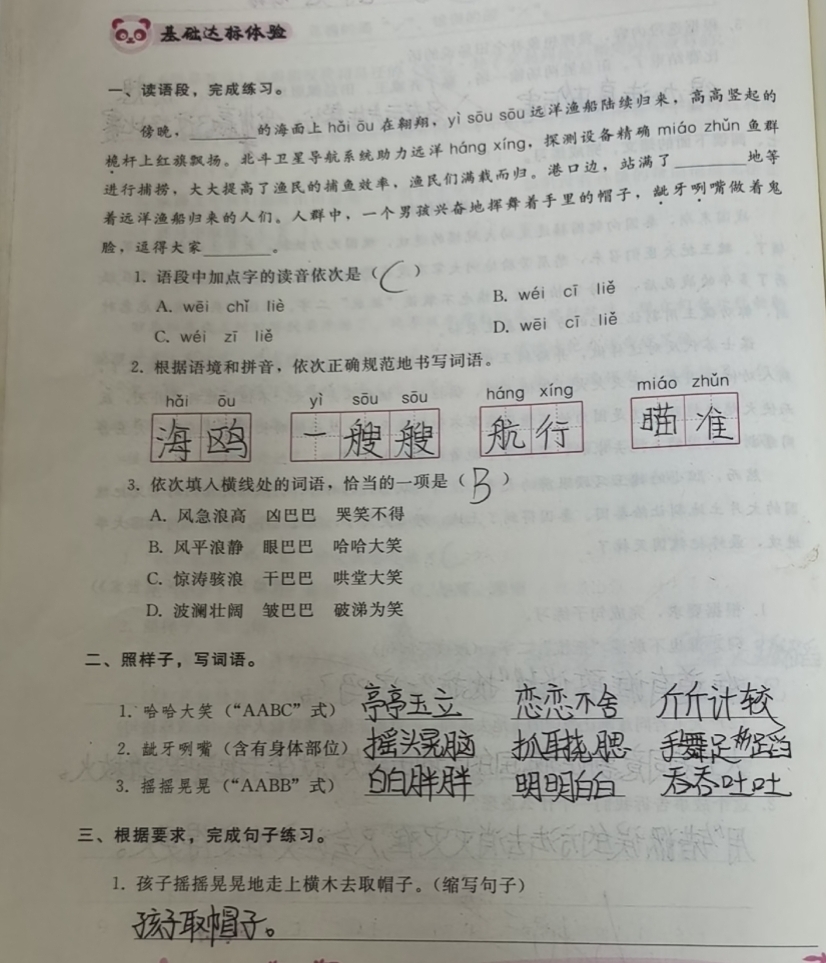 基础达标体验
一、读语段，完成练习。
傍晚，______的海面上 hǎi ōu 在翱翔，yì sōu sōu 远洋渔船陆续归来，高高竖起的
桅杆上红旗飘扬。北斗卫星导航系统助力远洋 háng xíng，探测设备精确 miáo zhǔn 鱼群
进行捕捞，大大提高了渔民的捕鱼效率，渔民们满载而归。港口边，站满了______地等
着远洋渔船归来的人们。人群中，一个男孩兴奋地挥舞着手里的帽子，龇牙咧嘴做着鬼
脸，逗得大家______。
1. 语段中加点字的读音依次是（C）
A. wēi chǐ liè B. wéi cī liě
C. wéi zī liě D. wēi cī liě
2. 根据语境和拼音，依次正确规范地书写词语。
hǎi ōu yì sōu sōu háng xíng miáo zhǔn
海鸥 一艘艘 航行 瞄准
3. 依次填入横线处的词语，恰当的一项是（B）
A. 风急浪高 凶巴巴 哭笑不得
B. 风平浪静 眼巴巴 哈哈大笑
C. 惊涛骇浪 干巴巴 哄堂大笑
D. 波澜壮阔 皱巴巴 破涕为笑
二、照样子，写词语。
1. 哈哈大笑（“AABC”式） 亭亭玉立 恋恋不舍 斤斤计较
2. 龇牙咧嘴（含有身体部位） 摇头晃脑 抓耳挠腮 手舞足蹈
3. 摇摇晃晃（“AABB”式） 白白胖胖 明明白白 吞吞吐吐
三、根据要求，完成句子练习。
1. 孩子摇摇晃晃地走上横木去取帽子。（缩写句子）
孩子取帽子。